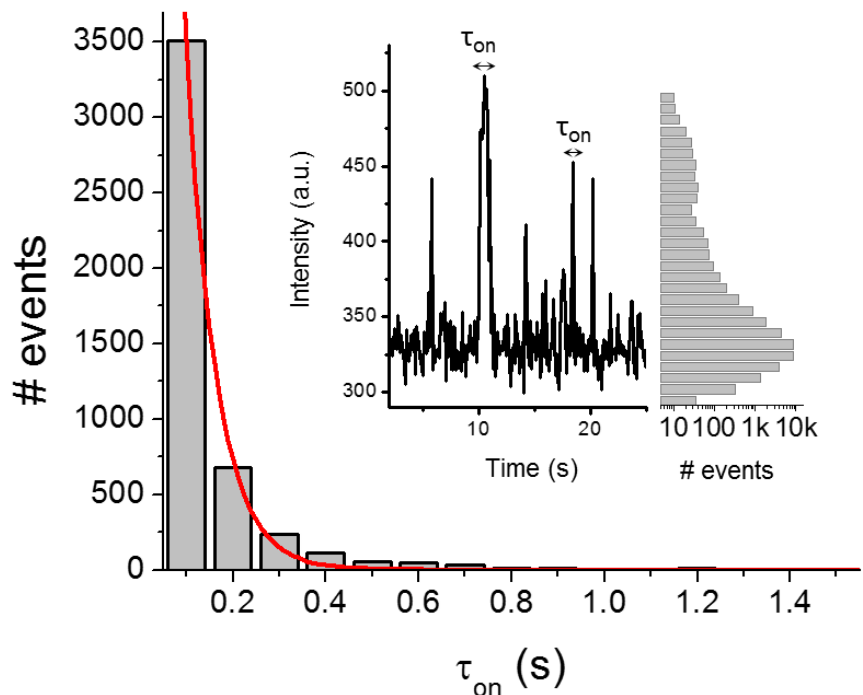 3500
3000
2500
2000
1500
1000
500
0
# events
0.2 0.4 0.6 0.8 1.0 1.2 1.4
τon (s)
τon
τon
500
450
400
350
300
Intensity (a.u.)
10 20
Time (s)
10 100 1k 10k
# events